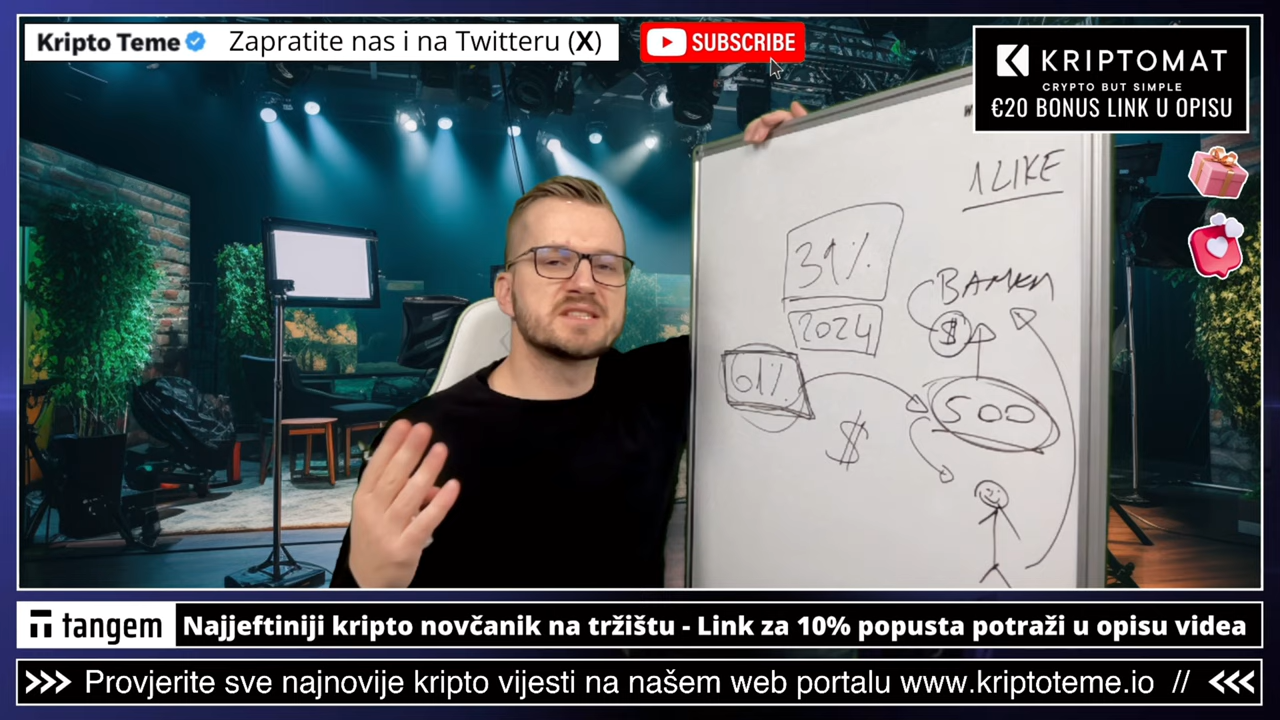 Kripto Teme Zapratite nas i na Twitteru (X)
SUBSCRIBE
KRIPTOMAT
CRYPTO BUT SIMPLE
€20 BONUS LINK U OPISU
1 LIKE
31%
BANKA
2024
$
61%
500
$
tangem Najjeftiniji kripto novčanik na tržištu - Link za 10% popusta potraži u opisu videa
>>> Provjerite sve najnovije kripto vijesti na našem web portalu www.kriptoteme.io // <<<